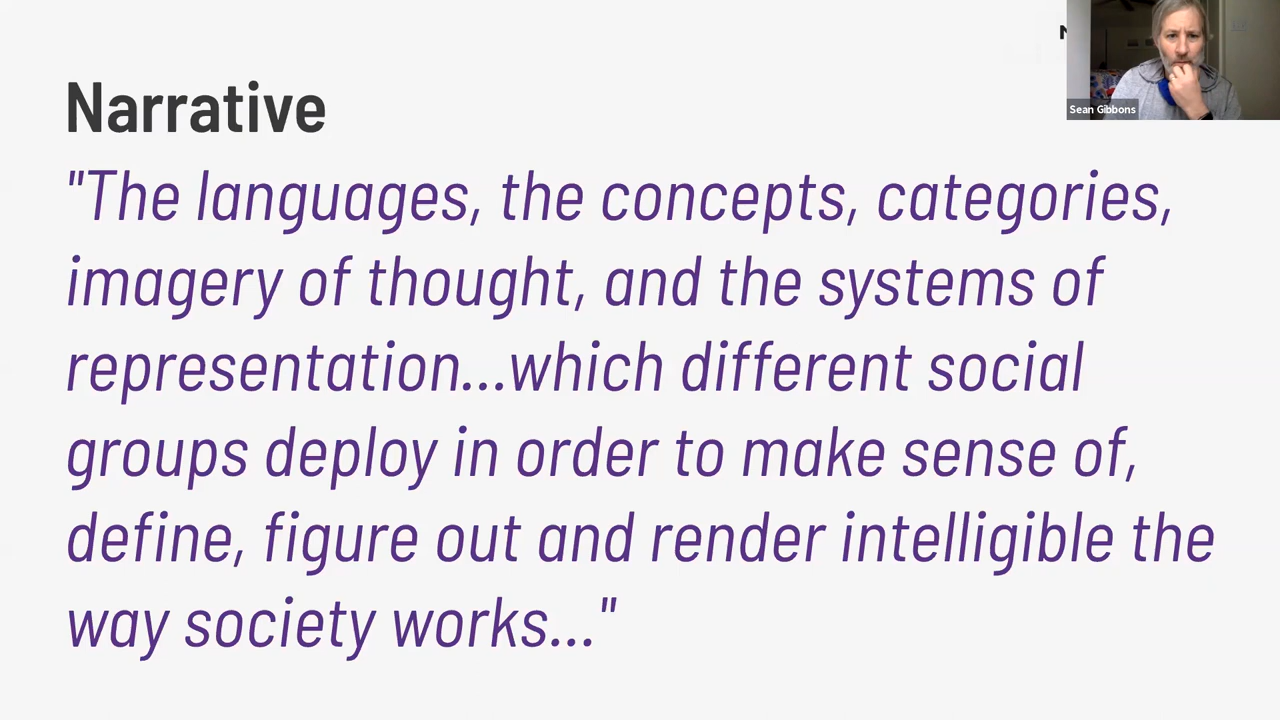 Narrative
"The languages, the concepts, categories,
imagery of thought, and the systems of
representation...which different social
groups deploy in order to make sense of,
define, figure out and render intelligible the
way society works..."
Sean Gibbons